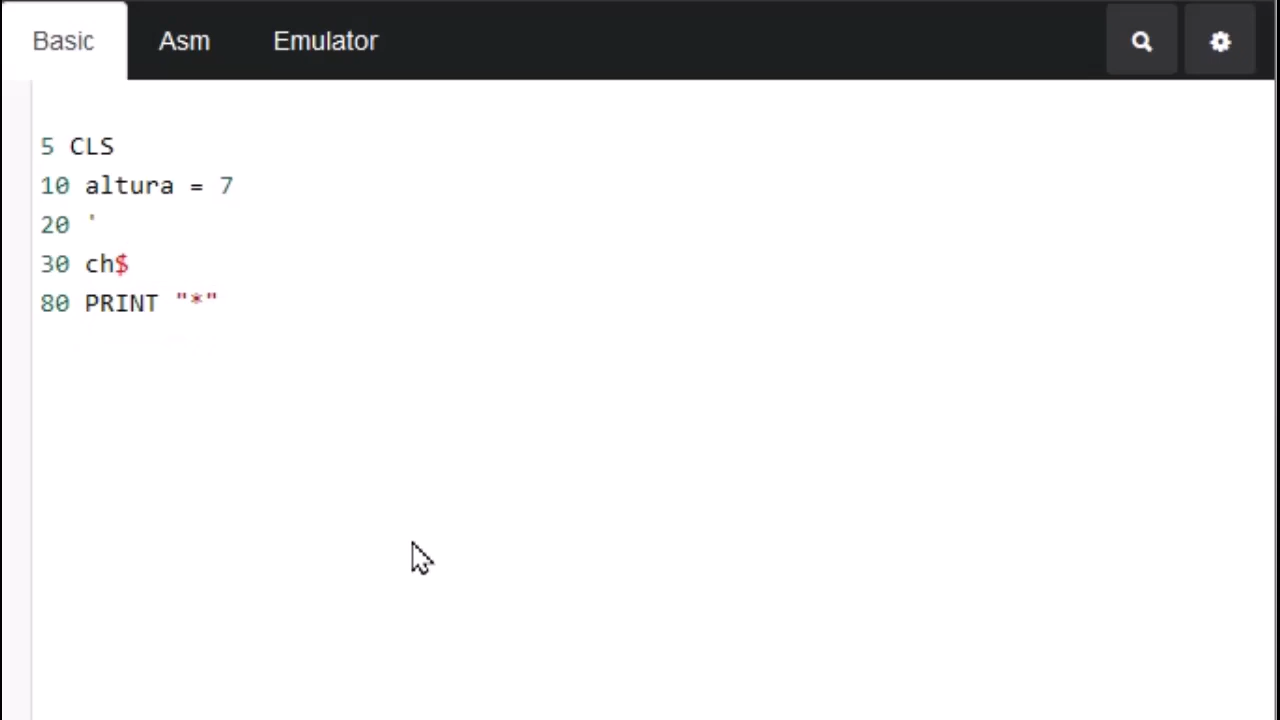 Basic Asm Emulator
5 CLS
10 altura = 7
20 '
30 ch$
80 PRINT "*"